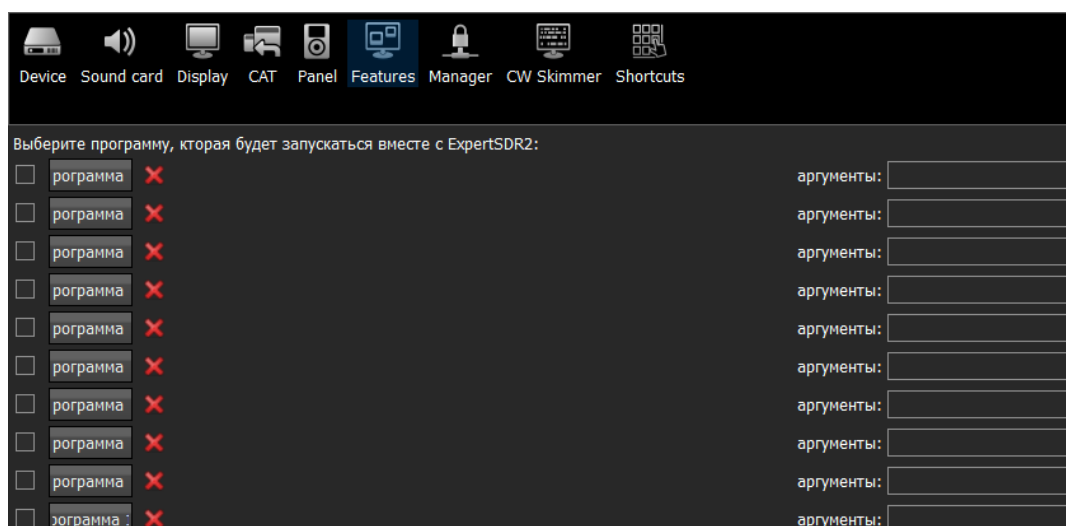 Device Sound card Display CAT Panel Features Manager CW Skimmer Shortcuts
Выберите программу, кторая будет запускаться вместе с ExpertSDR2:
рограмма аргументы:
рограмма аргументы:
рограмма аргументы:
рограмма аргументы:
рограмма аргументы:
рограмма аргументы:
рограмма аргументы:
рограмма аргументы:
рограмма аргументы:
рограмма аргументы: